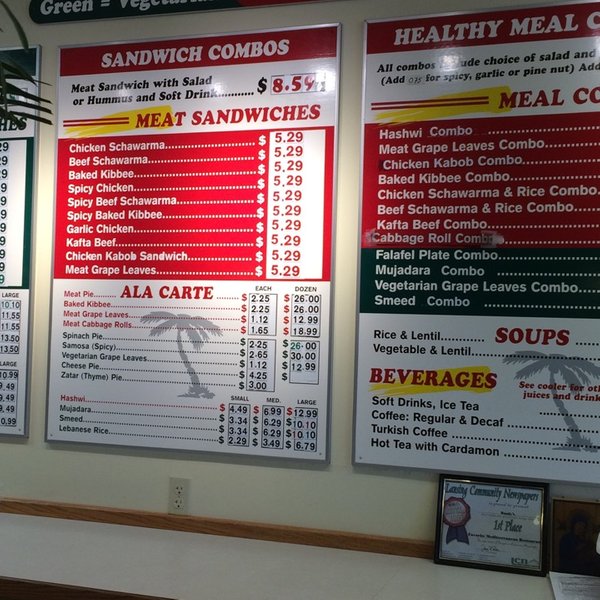 Green = Vegetarian
HES
LARGE
10.10
11.55
11.55
13.50
13.50
LARGE
10.99
SANDWICH COMBOS
Meat Sandwich with Salad
or Hummus and Soft Drink........... $ 8.59
MEAT SANDWICHES
Chicken Schawarma $ 5.29
Beef Schawarma $ 5.29
Baked Kibbee $ 5.29
Spicy Chicken $ 5.29
Spicy Beef Schawarma $ 5.29
Spicy Baked Kibbee $ 5.29
Garlic Chicken $ 5.29
Kafta Beef $ 5.29
Chicken Kabob Sandwich $ 5.29
Meat Grape Leaves $ 5.29
ALA CARTE EACH DOZEN
Meat Pie $ 2.25 $ 26.00
Baked Kibbee $ 2.25 $ 26.00
Meat Grape Leaves $ 1.12 $ 12.99
Meat Cabbage Rolls $ 1.65 $ 18.99
Spinach Pie $ 2.25 $ 26.00
Samosa (Spicy) $ 2.65 $ 30.00
Vegetarian Grape Leaves $ 1.12 $ 12.99
Cheese Pie $ 4.25
Zatar (Thyme) Pie $ 3.00
SMALL MED. LARGE
Hashwi $ 4.49 $ 6.99 $ 12.99
Mujadara $ 3.34 $ 6.29 $ 10.10
Smeed $ 3.34 $ 6.29 $ 10.10
Lebanese Rice $ 2.29 $ 3.49 $ 6.79
HEALTHY MEAL C
All combos include choice of salad and
(Add for spicy, garlic or pine nut) Add
MEAL CO
Hashwi Combo
Meat Grape Leaves Combo
Chicken Kabob Combo
Baked Kibbee Combo
Chicken Schawarma & Rice Combo
Beef Schawarma & Rice Combo
Kafta Beef Combo
Cabbage Roll Combo
Falafel Plate Combo
Mujadara Combo
Vegetarian Grape Leaves Combo
Smeed Combo
SOUPS
Rice & Lentil
Vegetable & Lentil
BEVERAGES
See cooler for oth
juices and drinks
Soft Drinks, Ice Tea
Coffee: Regular & Decaf
Turkish Coffee
Hot Tea with Cardamon
Lansing Community Newspapers
1st Place
Favorite Mediterranean Restaurant
lcn